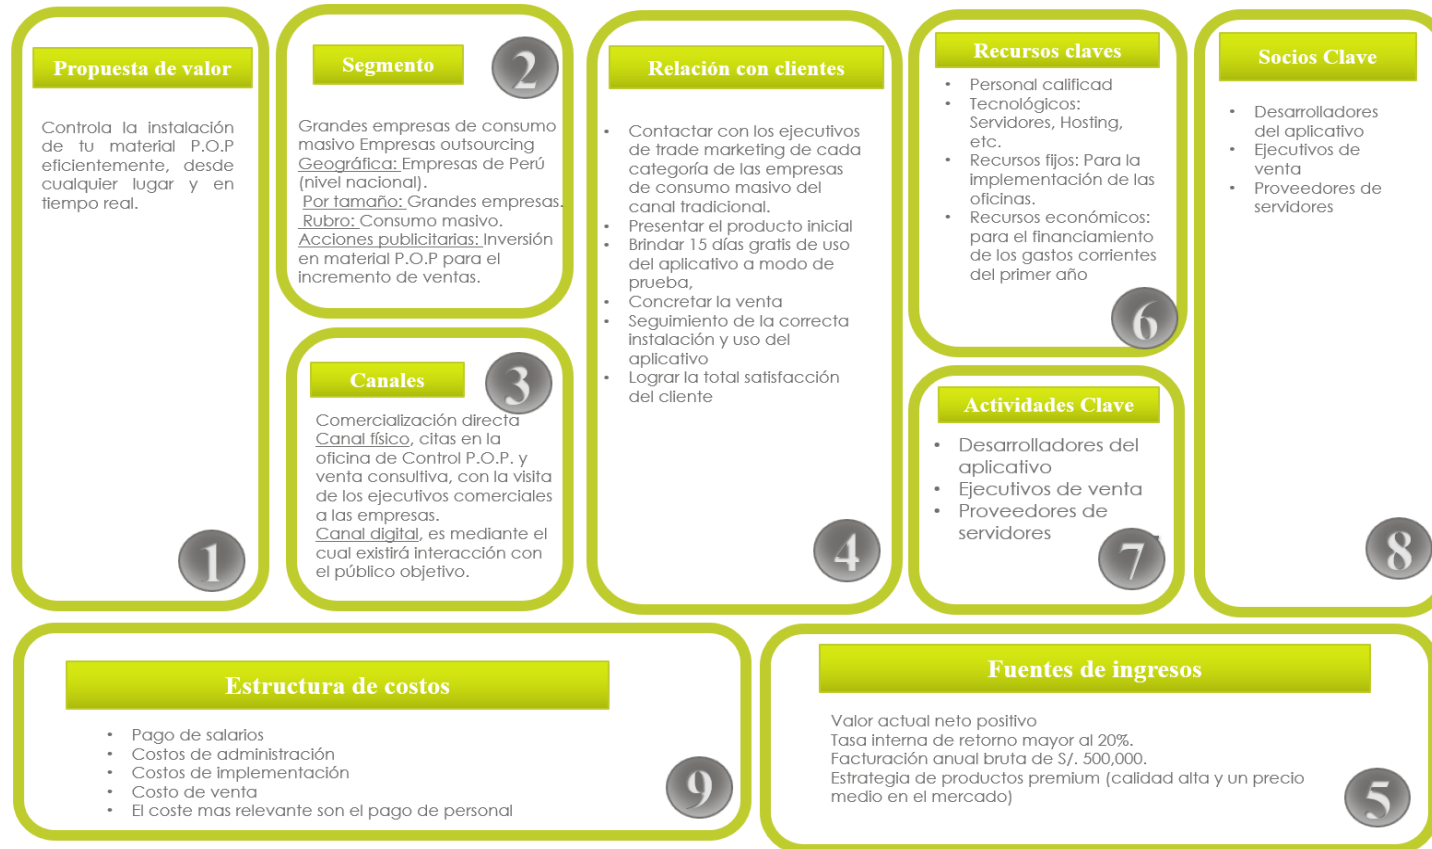 Propuesta de valor
Controla la instalación
de tu material P.O.P
eficientemente, desde
cualquier lugar y en
tiempo real.
1
Segmento
2
Grandes empresas de consumo
masivo Empresas outsourcing
Geográfica: Empresas de Perú
(nivel nacional).
Por tamaño: Grandes empresas.
Rubro: Consumo masivo.
Acciones publicitarias: Inversión
en material P.O.P para el
incremento de ventas.
Canales
3
Comercialización directa
Canal físico, citas en la
oficina de Control P.O.P. y
venta consultiva, con la visita
de los ejecutivos comerciales
a las empresas.
Canal digital, es mediante el
cual existirá interacción con
el público objetivo.
Relación con clientes
• Contactar con los ejecutivos
de trade marketing de cada
categoría de las empresas
de consumo masivo del
canal tradicional.
• Presentar el producto inicial
• Brindar 15 días gratis de uso
del aplicativo a modo de
prueba,
• Concretar la venta
• Seguimiento de la correcta
instalación y uso del
aplicativo
• Lograr la total satisfacción
del cliente
4
Recursos claves
• Personal calificad
• Tecnológicos:
Servidores, Hosting,
etc.
• Recursos fijos: Para la
implementación de las
oficinas.
• Recursos económicos:
para el financiamiento
de los gastos corrientes
del primer año
6
Actividades Clave
• Desarrolladores del
aplicativo
• Ejecutivos de venta
• Proveedores de
servidores
7
Socios Clave
• Desarrolladores
del aplicativo
• Ejecutivos de
venta
• Proveedores de
servidores
8
Estructura de costos
• Pago de salarios
• Costos de administración
• Costos de implementación
• Costo de venta
• El coste mas relevante son el pago de personal
9
Fuentes de ingresos
Valor actual neto positivo
Tasa interna de retorno mayor al 20%.
Facturación anual bruta de S/. 500,000.
Estrategia de productos premium (calidad alta y un precio
medio en el mercado)
5